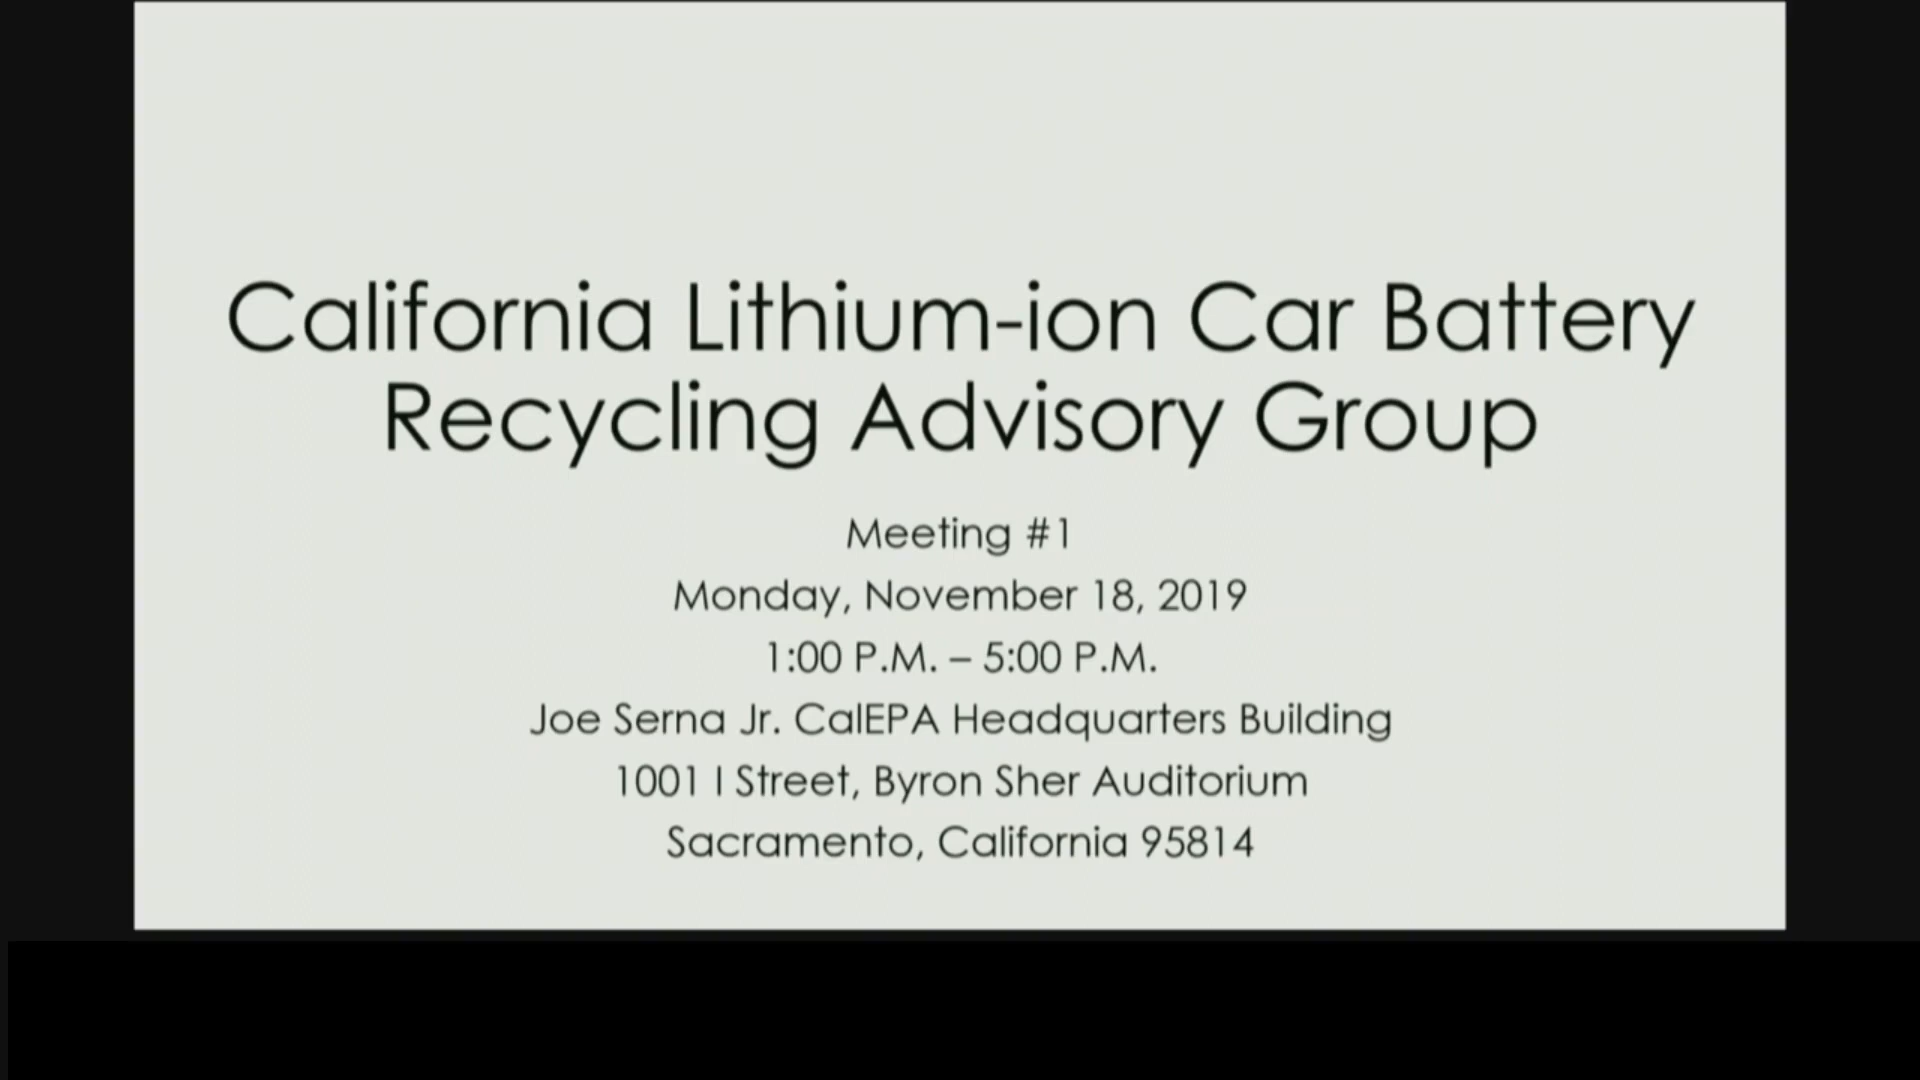 California Lithium-ion Car Battery
Recycling Advisory Group
Meeting #1
Monday, November 18, 2019
1:00 P.M. – 5:00 P.M.
Joe Serna Jr. CalEPA Headquarters Building
1001 I Street, Byron Sher Auditorium
Sacramento, California 95814